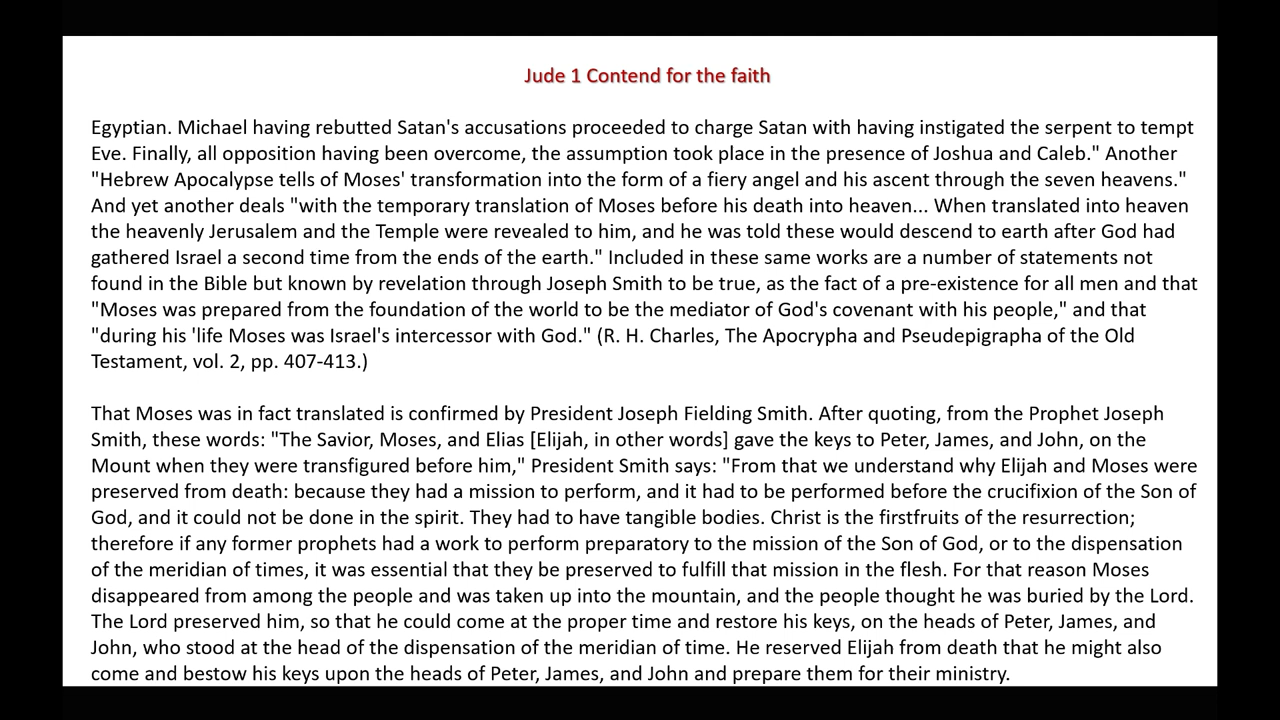 Jude 1 Contend for the faith
Egyptian. Michael having rebutted Satan's accusations proceeded to charge Satan with having instigated the serpent to tempt
Eve. Finally, all opposition having been overcome, the assumption took place in the presence of Joshua and Caleb." Another
"Hebrew Apocalypse tells of Moses' transformation into the form of a fiery angel and his ascent through the seven heavens."
And yet another deals "with the temporary translation of Moses before his death into heaven... When translated into heaven
the heavenly Jerusalem and the Temple were revealed to him, and he was told these would descend to earth after God had
gathered Israel a second time from the ends of the earth." Included in these same works are a number of statements not
found in the Bible but known by revelation through Joseph Smith to be true, as the fact of a pre-existence for all men and that
"Moses was prepared from the foundation of the world to be the mediator of God's covenant with his people," and that
"during his 'life Moses was Israel's intercessor with God." (R. H. Charles, The Apocrypha and Pseudepigrapha of the Old
Testament, vol. 2, pp. 407-413.)
That Moses was in fact translated is confirmed by President Joseph Fielding Smith. After quoting, from the Prophet Joseph
Smith, these words: "The Savior, Moses, and Elias [Elijah, in other words] gave the keys to Peter, James, and John, on the
Mount when they were transfigured before him," President Smith says: "From that we understand why Elijah and Moses were
preserved from death: because they had a mission to perform, and it had to be performed before the crucifixion of the Son of
God, and it could not be done in the spirit. They had to have tangible bodies. Christ is the firstfruits of the resurrection;
therefore if any former prophets had a work to perform preparatory to the mission of the Son of God, or to the dispensation
of the meridian of times, it was essential that they be preserved to fulfill that mission in the flesh. For that reason Moses
disappeared from among the people and was taken up into the mountain, and the people thought he was buried by the Lord.
The Lord preserved him, so that he could come at the proper time and restore his keys, on the heads of Peter, James, and
John, who stood at the head of the dispensation of the meridian of time. He reserved Elijah from death that he might also
come and bestow his keys upon the heads of Peter, James, and John and prepare them for their ministry.